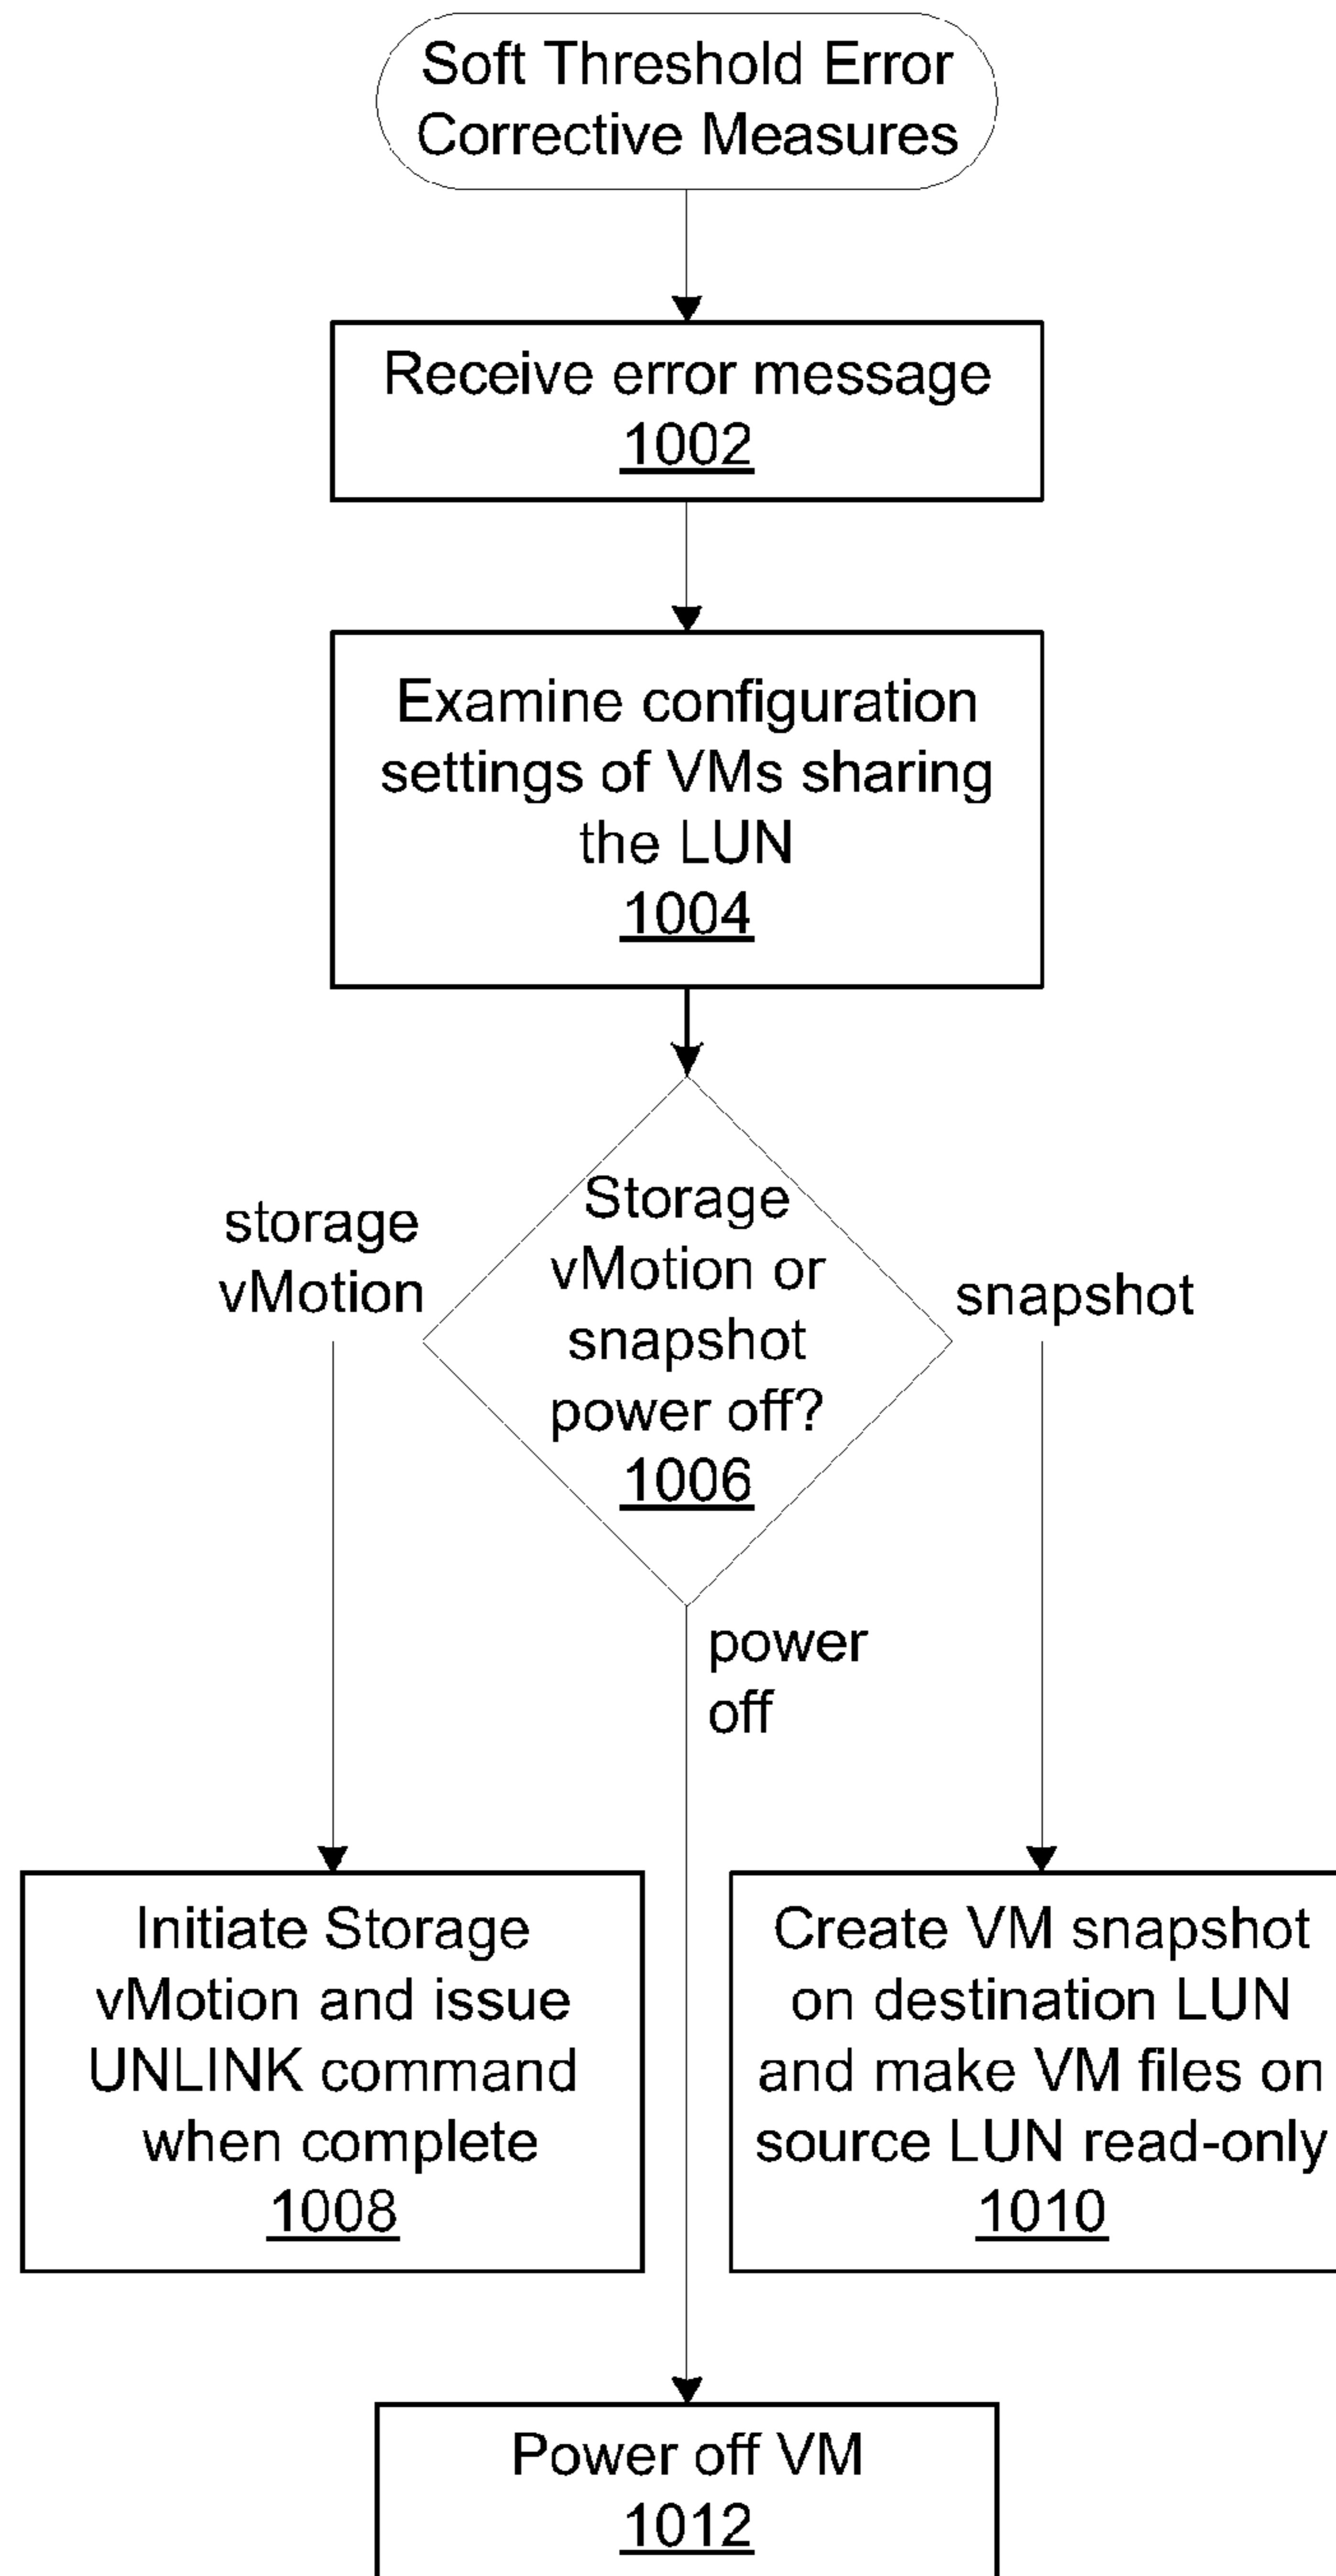 Soft Threshold Error
Corrective Measures
Receive error message
1002
Examine configuration
settings of VMs sharing
the LUN
1004
storage
vMotion
Storage
vMotion or
snapshot
power off?
1006
snapshot
power
off
Initiate Storage
vMotion and issue
UNLINK command
when complete
1008
Create VM snapshot
on destination LUN
and make VM files on
source LUN read-only
1010
Power off VM
1012